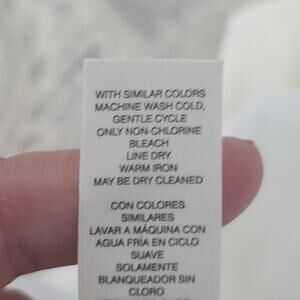 WITH SIMILAR COLORS
MACHINE WASH COLD,
GENTLE CYCLE
ONLY NON-CHLORINE
BLEACH
LINE DRY
WARM IRON
MAY BE DRY CLEANED
CON COLORES
SIMILARES
LAVAR A MÁQUINA CON
AGUA FRÍA EN CICLO
SUAVE
SOLAMENTE
BLANQUEADOR SIN
CLORO